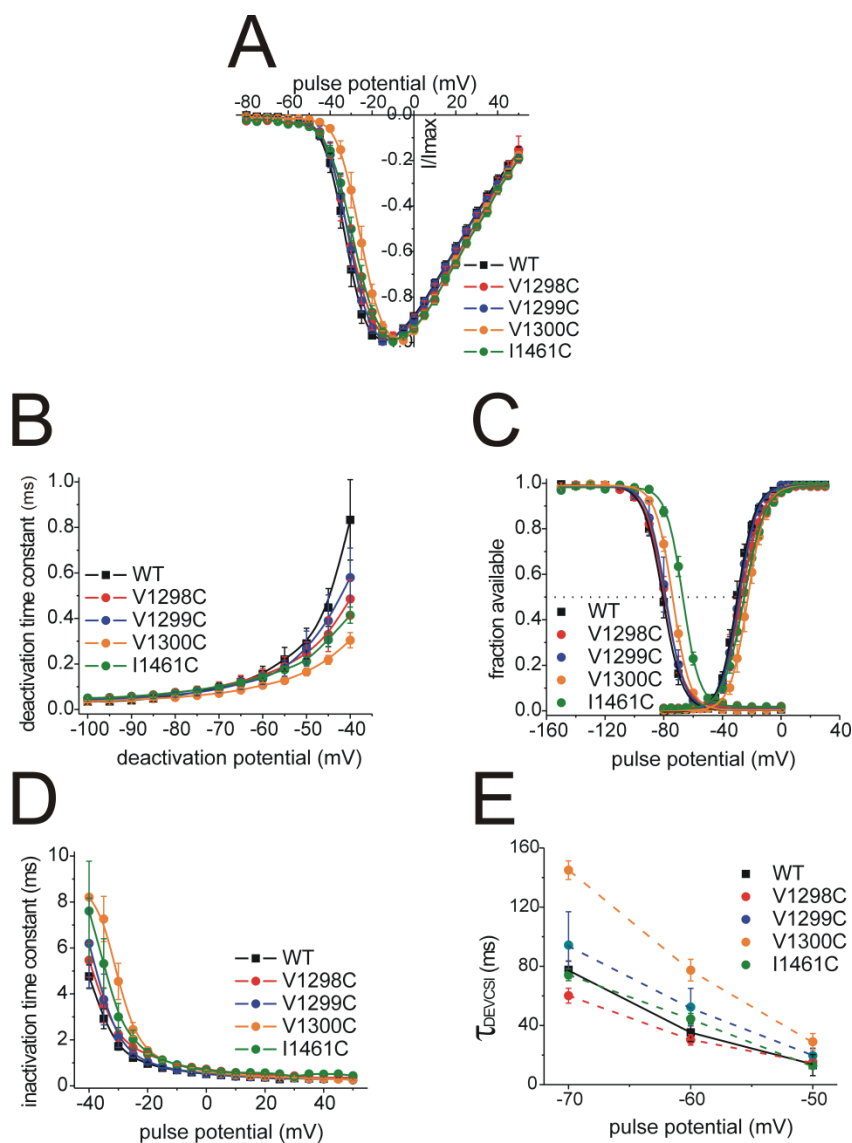 A
pulse potential (mV)
-80 -60 -40 -20 0 20 40
0.0
-0.2
-0.4
-0.6
-0.8
I/Imax
WT
V1298C
V1299C
V1300C
I1461C
B
deactivation time constant (ms)
1.0
0.8
0.6
0.4
0.2
0.0
WT
V1298C
V1299C
V1300C
I1461C
-100 -90 -80 -70 -60 -50 -40
deactivation potential (mV)
C
fraction available
1.0
0.8
0.6
0.4
0.2
0.0
WT
V1298C
V1299C
V1300C
I1461C
-160 -120 -80 -40 0
pulse potential (mV)
D
inactivation time constant (ms)
10
8
6
4
2
0
WT
V1298C
V1299C
V1300C
I1461C
-40 -20 0 20 40
pulse potential (mV)
E
τDEVCSI (ms)
160
120
80
40
0
WT
V1298C
V1299C
V1300C
I1461C
-70 -60 -50
pulse potential (mV)